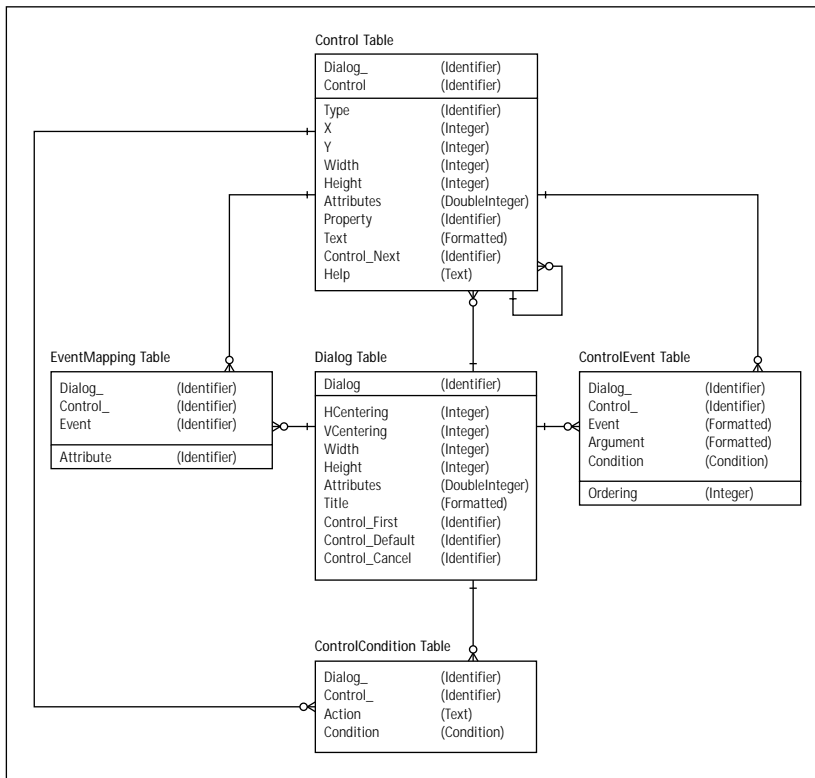 Control Table
Dialog_ (Identifier)
Control (Identifier)
Type (Identifier)
X (Integer)
Y (Integer)
Width (Integer)
Height (Integer)
Attributes (DoubleInteger)
Property (Identifier)
Text (Formatted)
Control_Next (Identifier)
Help (Text)
EventMapping Table
Dialog_ (Identifier)
Control_ (Identifier)
Event (Identifier)
Attribute (Identifier)
Dialog Table
Dialog (Identifier)
HCentering (Integer)
VCentering (Integer)
Width (Integer)
Height (Integer)
Attributes (DoubleInteger)
Title (Formatted)
Control_First (Identifier)
Control_Default (Identifier)
Control_Cancel (Identifier)
ControlEvent Table
Dialog_ (Identifier)
Control_ (Identifier)
Event (Formatted)
Argument (Formatted)
Condition (Condition)
Ordering (Integer)
ControlCondition Table
Dialog_ (Identifier)
Control_ (Identifier)
Action (Text)
Condition (Condition)